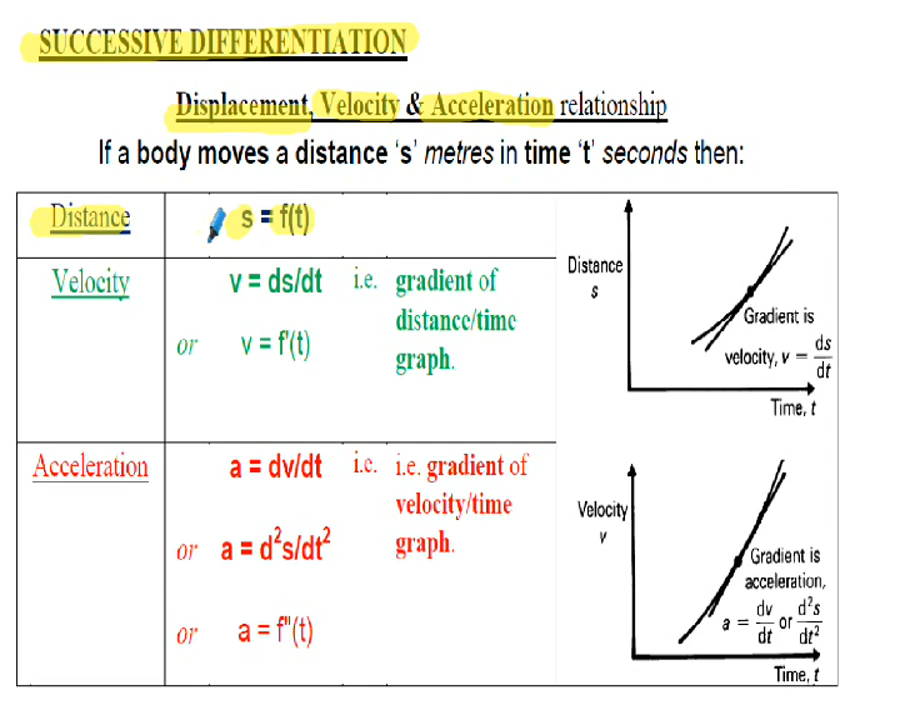 SUCCESSIVE DIFFERENTIATION
Displacement, Velocity & Acceleration relationship
If a body moves a distance ‘s’ metres in time ‘t’ seconds then:
Distance
s = f(t)
Velocity
v = ds/dt i.e. gradient of
distance/time
or v = f'(t)
graph.
Acceleration
a = dv/dt i.e. i.e. gradient of
velocity/time
or a = d²s/dt² graph.
or a = f"(t)
Distance
s
Gradient is
velocity, v = ds/dt
Time, t
Velocity
v
Gradient is
acceleration,
a = dv/dt or d²s/dt²
Time, t